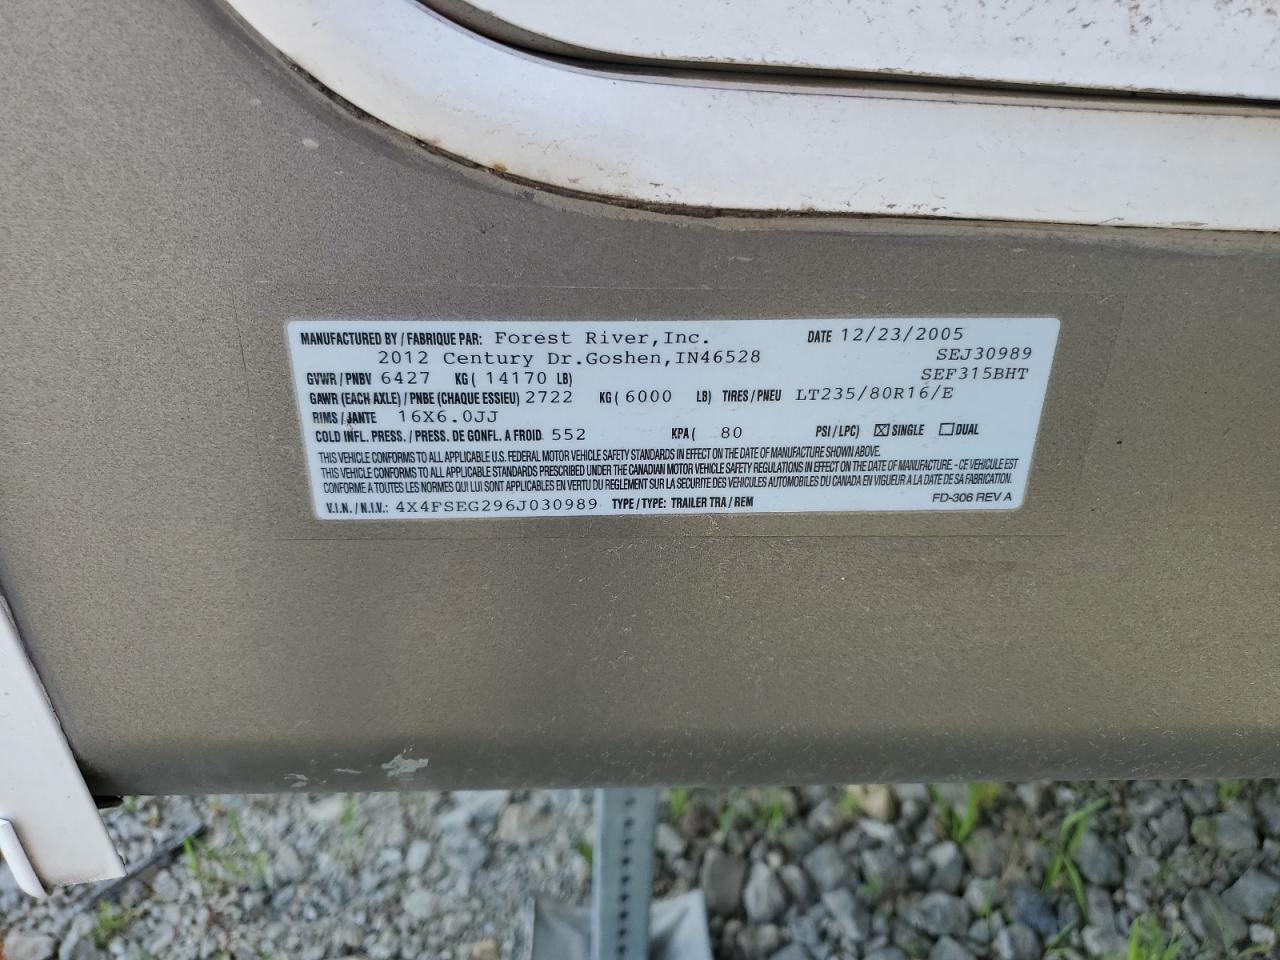 MANUFACTURED BY / FABRIQUE PAR: Forest River,Inc. DATE 12/23/2005
2012 Century Dr.Goshen,IN46528 SEJ30989
SEF315BHT
GVWR / PNBV 6427 KG ( 14170 LB)
GAWR (EACH AXLE) / PNBE (CHAQUE ESSIEU) 2722 KG ( 6000 LB) TIRES / PNEU LT235/80R16/E
RIMS / JANTE 16X6.0JJ
COLD INFL. PRESS. / PRESS. DE GONFL. A FROID 552 KPA ( 80 PSI / LPC) ☒ SINGLE ☐ DUAL
THIS VEHICLE CONFORMS TO ALL APPLICABLE U.S. FEDERAL MOTOR VEHICLE SAFETY STANDARDS IN EFFECT ON THE DATE OF MANUFACTURE SHOWN ABOVE.
THIS VEHICLE CONFORMS TO ALL APPLICABLE STANDARDS PRESCRIBED UNDER THE CANADIAN MOTOR VEHICLE SAFETY REGULATIONS IN EFFECT ON THE DATE OF MANUFACTURE. - CE VEHICULE EST
CONFORME A TOUTES LES NORMES QUI LUI SONT APPLICABLES EN VERTU DU REGLEMENT SUR LA SECURITE DES VEHICULES AUTOMOBILES DU CANADA EN VIGUEUR A LA DATE DE SA FABRICATION.
V.I.N. / N.I.V.: 4X4FSEG296J030989 TYPE / TYPE: TRAILER TRA / REM FD-306 REV A